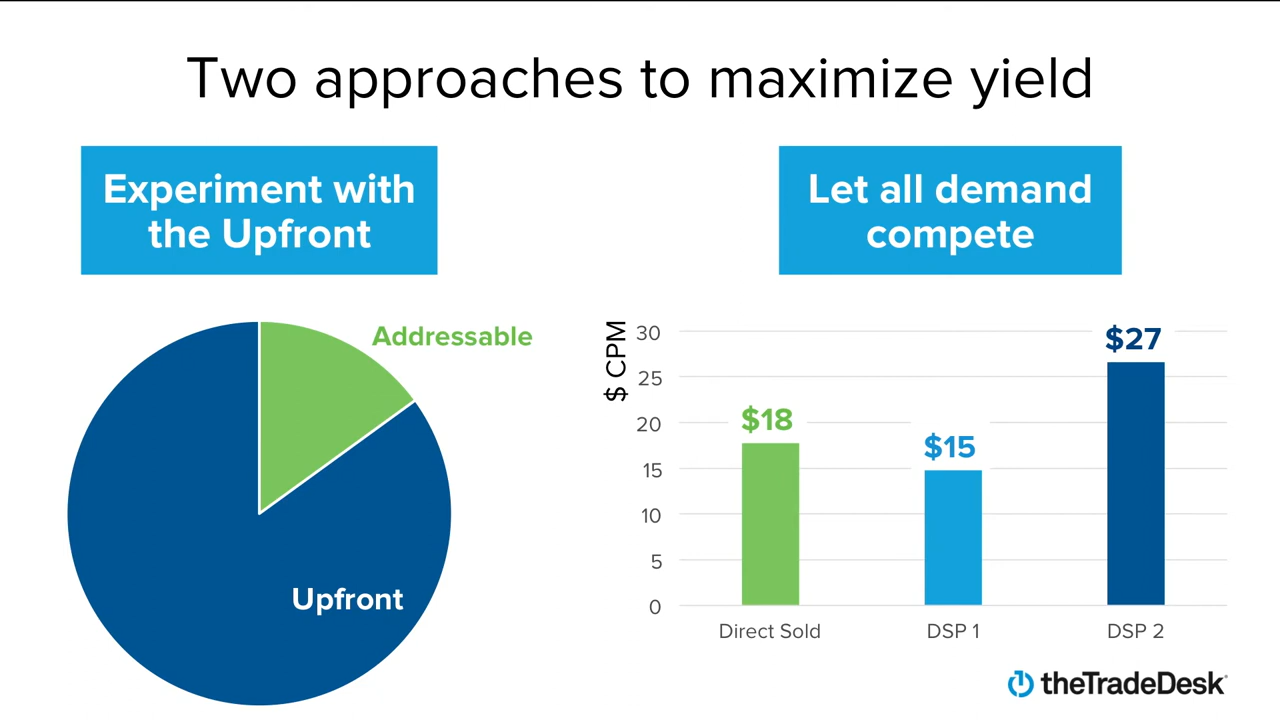 Two approaches to maximize yield
Experiment with
the Upfront
Addressable
Upfront
Let all demand
compete
$ CPM
30
25
20
15
10
5
0
$18
$15
$27
Direct Sold
DSP 1
DSP 2
theTradeDesk